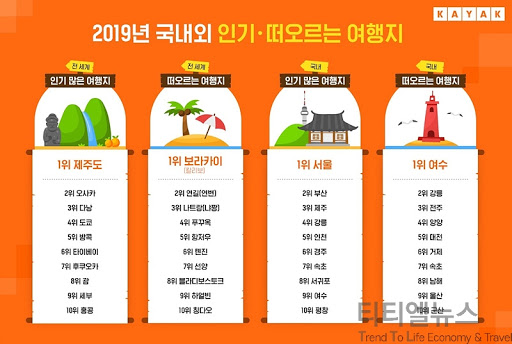 KAYAK
2019년 국내외 인기·떠오르는 여행지
전 세계
인기 많은 여행지
1위 제주도
2위 오사카
3위 다낭
4위 도쿄
5위 방콕
6위 타이베이
7위 후쿠오카
8위 괌
9위 세부
10위 홍콩
전 세계
떠오르는 여행지
1위 보라카이
(칼리보)
2위 연길(연변)
3위 나트랑(나짱)
4위 푸꾸옥
5위 항저우
6위 톈진
7위 선양
8위 블라디보스토크
9위 하얼빈
10위 칭다오
국내
인기 많은 여행지
1위 서울
2위 부산
3위 제주
4위 강릉
5위 인천
6위 경주
7위 속초
8위 서귀포
9위 여수
10위 평창
국내
떠오르는 여행지
1위 여수
2위 강릉
3위 전주
4위 양양
5위 대전
6위 거제
7위 속초
8위 남해
9위 울산
10위 군산
티티엘뉴스
Trend To Life Economy & Travel